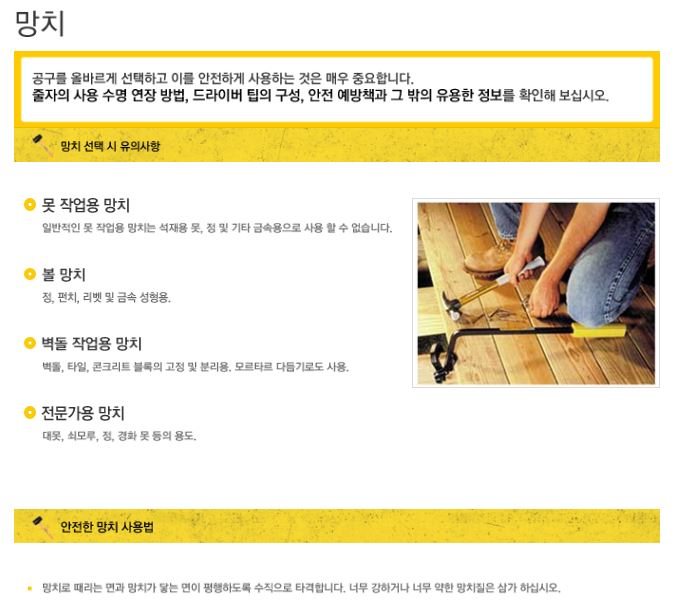 망치
공구를 올바르게 선택하고 이를 안전하게 사용하는 것은 매우 중요합니다.
줄자의 사용 수명 연장 방법, 드라이버 팁의 구성, 안전 예방책과 그 밖의 유용한 정보를 확인해 보십시오.
망치 선택 시 유의사항
못 작업용 망치
일반적인 못 작업용 망치는 석재용 못, 정 및 기타 금속용으로 사용 할 수 없습니다.
볼 망치
정, 펀치, 리벳 및 금속 성형용.
벽돌 작업용 망치
벽돌, 타일, 콘크리트 블록의 고정 및 분리용. 모르타르 다듬기로도 사용.
전문가용 망치
대못, 쇠모루, 정, 경화 못 등의 용도.
안전한 망치 사용법
망치로 때리는 면과 망치가 닿는 면이 평행하도록 수직으로 타격합니다. 너무 강하거나 너무 약한 망치질은 삼가 하십시오.